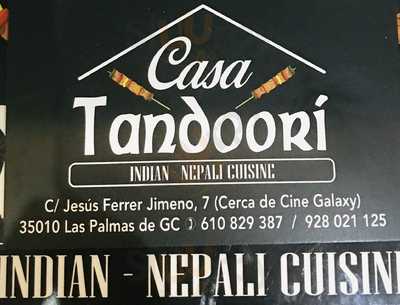 Casa
Tandoorí
INDIAN - NEPALI CUISINE
C/ Jesús Ferrer Jimeno, 7 (Cerca de Cine Galaxy)
35010 Las Palmas de GC ✆ 610 829 387 / 928 021 125
INDIAN - NEPALI CUISINE